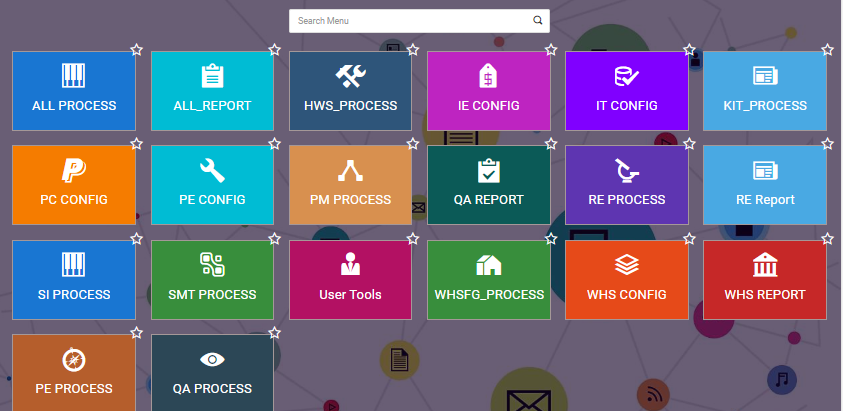 Search Menu
ALL PROCESS
ALL_REPORT
HWS_PROCESS
IE CONFIG
IT CONFIG
KIT_PROCESS
PC CONFIG
PE CONFIG
PM PROCESS
QA REPORT
RE PROCESS
RE Report
SI PROCESS
SMT PROCESS
User Tools
WHSFG_PROCESS
WHS CONFIG
WHS REPORT
PE PROCESS
QA PROCESS